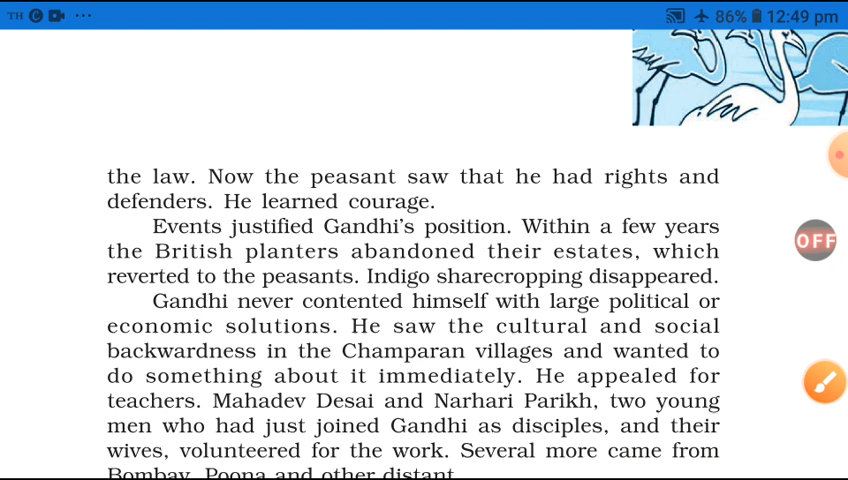 TH C ...
86% 12:49 pm
the law. Now the peasant saw that he had rights and
defenders. He learned courage.
Events justified Gandhi's position. Within a few years
the British planters abandoned their estates, which
reverted to the peasants. Indigo sharecropping disappeared.
Gandhi never contented himself with large political or
economic solutions. He saw the cultural and social
backwardness in the Champaran villages and wanted to
do something about it immediately. He appealed for
teachers. Mahadev Desai and Narhari Parikh, two young
men who had just joined Gandhi as disciples, and their
wives, volunteered for the work. Several more came from
Bombay, Poona and other distant
OFF